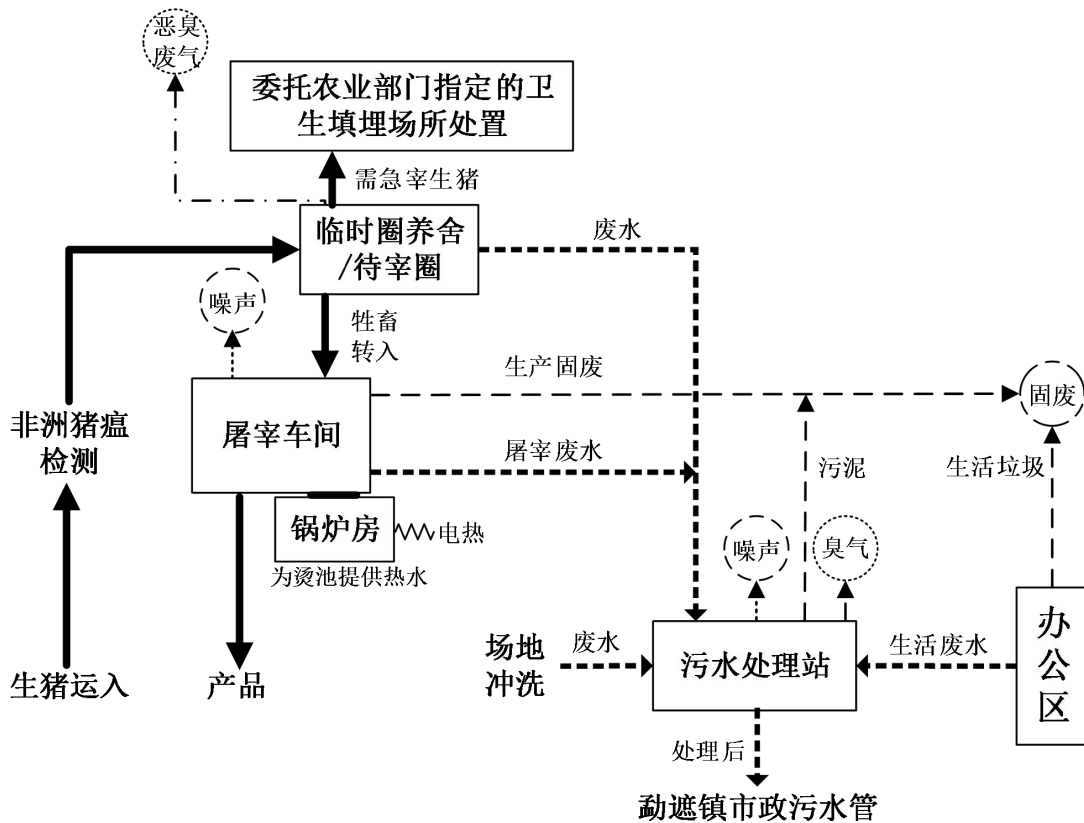 恶臭
废气
委托农业部门指定的卫
生填埋场所处置
需急宰生猪
临时圈养舍
/待宰圈
废水
噪声
牲畜
转入
生产固废
固废
非洲猪瘟
检测
屠宰车间
屠宰废水
污泥
生活垃圾
锅炉房
电热
为烫池提供热水
噪声
臭气
场地
冲洗
废水
污水处理站
生活废水
办
公
区
生猪运入
产品
处理后
勐遮镇市政污水管